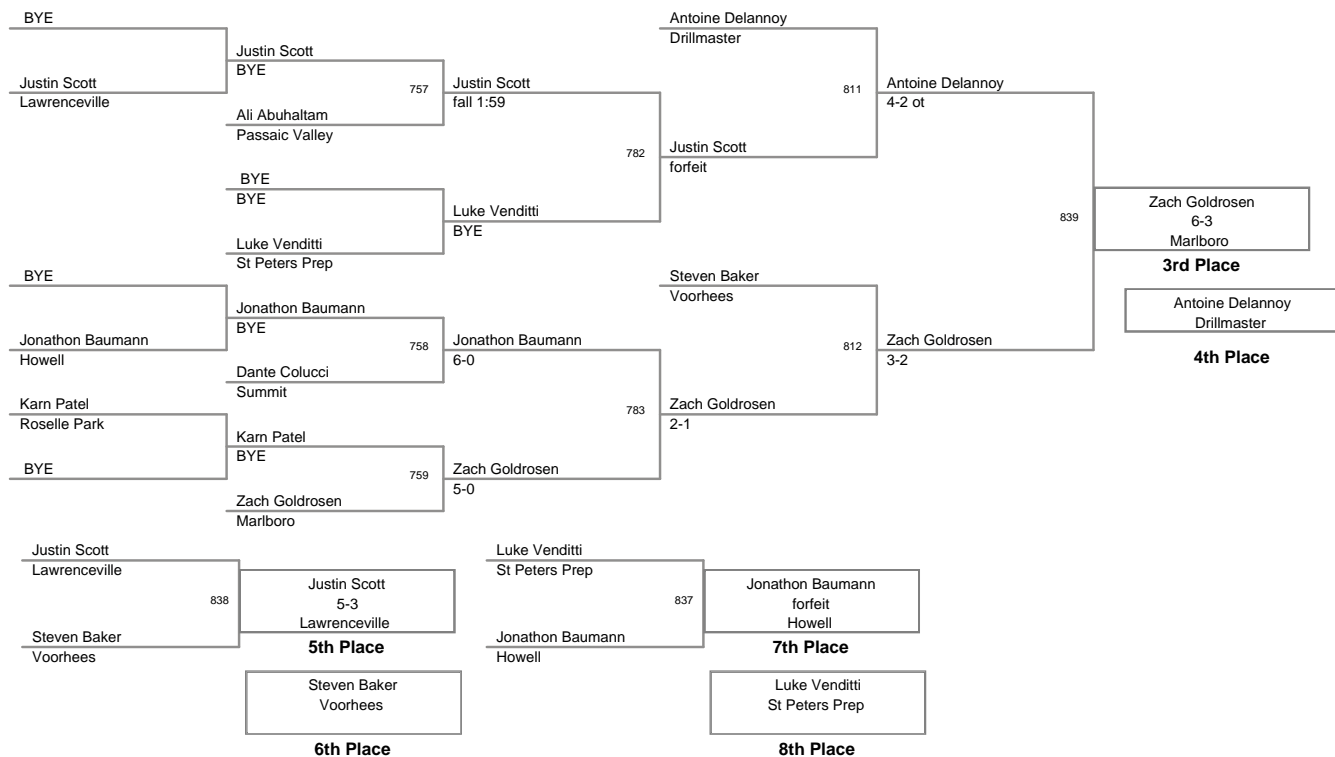 BYE
Justin Scott
Lawrenceville
Justin Scott
BYE
Ali Abuhaltam
Passaic Valley
757
Justin Scott
fall 1:59
BYE
BYE
Luke Venditti
St Peters Prep
Luke Venditti
BYE
782
Justin Scott
forfeit
Antoine Delannoy
Drillmaster
811
Antoine Delannoy
4-2 ot
BYE
Jonathon Baumann
Howell
Jonathon Baumann
BYE
Dante Colucci
Summit
758
Jonathon Baumann
6-0
Karn Patel
Roselle Park
BYE
Karn Patel
BYE
Zach Goldrosen
Marlboro
759
Zach Goldrosen
5-0
783
Zach Goldrosen
2-1
Steven Baker
Voorhees
812
Zach Goldrosen
3-2
839
Zach Goldrosen
6-3
Marlboro
3rd Place
Antoine Delannoy
Drillmaster
4th Place
Justin Scott
Lawrenceville
Steven Baker
Voorhees
838
Justin Scott
5-3
Lawrenceville
5th Place
Steven Baker
Voorhees
6th Place
Luke Venditti
St Peters Prep
Jonathon Baumann
Howell
837
Jonathon Baumann
forfeit
Howell
7th Place
Luke Venditti
St Peters Prep
8th Place